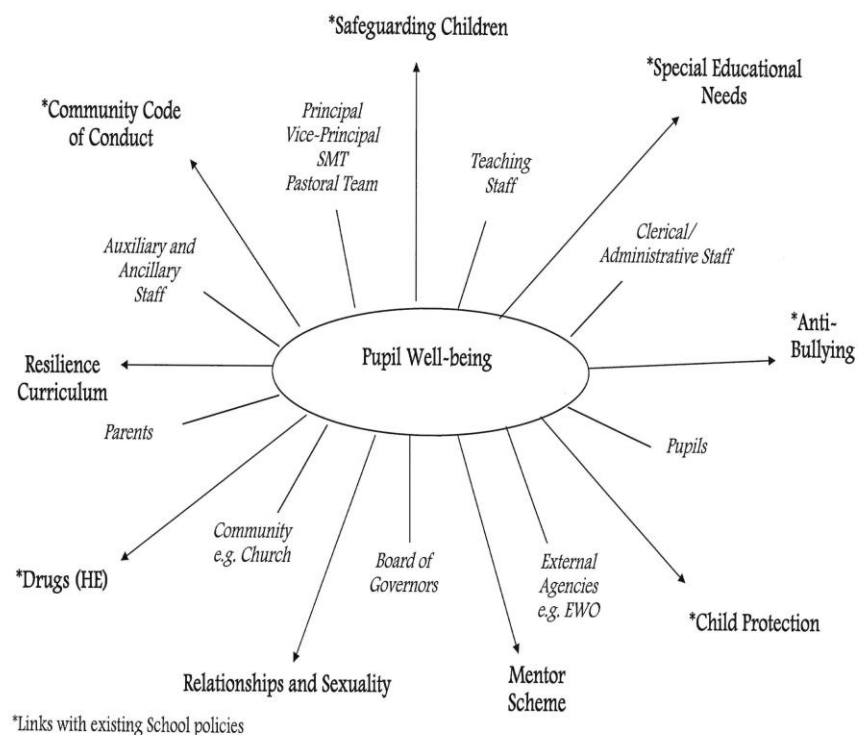 *Safeguarding Children
*Special Educational
Needs
*Community Code
of Conduct
Principal
Vice-Principal
SMT
Pastoral Team
Teaching
Staff
Clerical/
Administrative Staff
Auxiliary and
Ancillary
Staff
*Anti-
Bullying
Pupil Well-being
Resilience
Curriculum
Parents
Pupils
Community
e.g. Church
Board of
Governors
External
Agencies
e.g. EWO
*Drugs (HE)
*Child Protection
Relationships and Sexuality
Mentor
Scheme
*Links with existing School policies